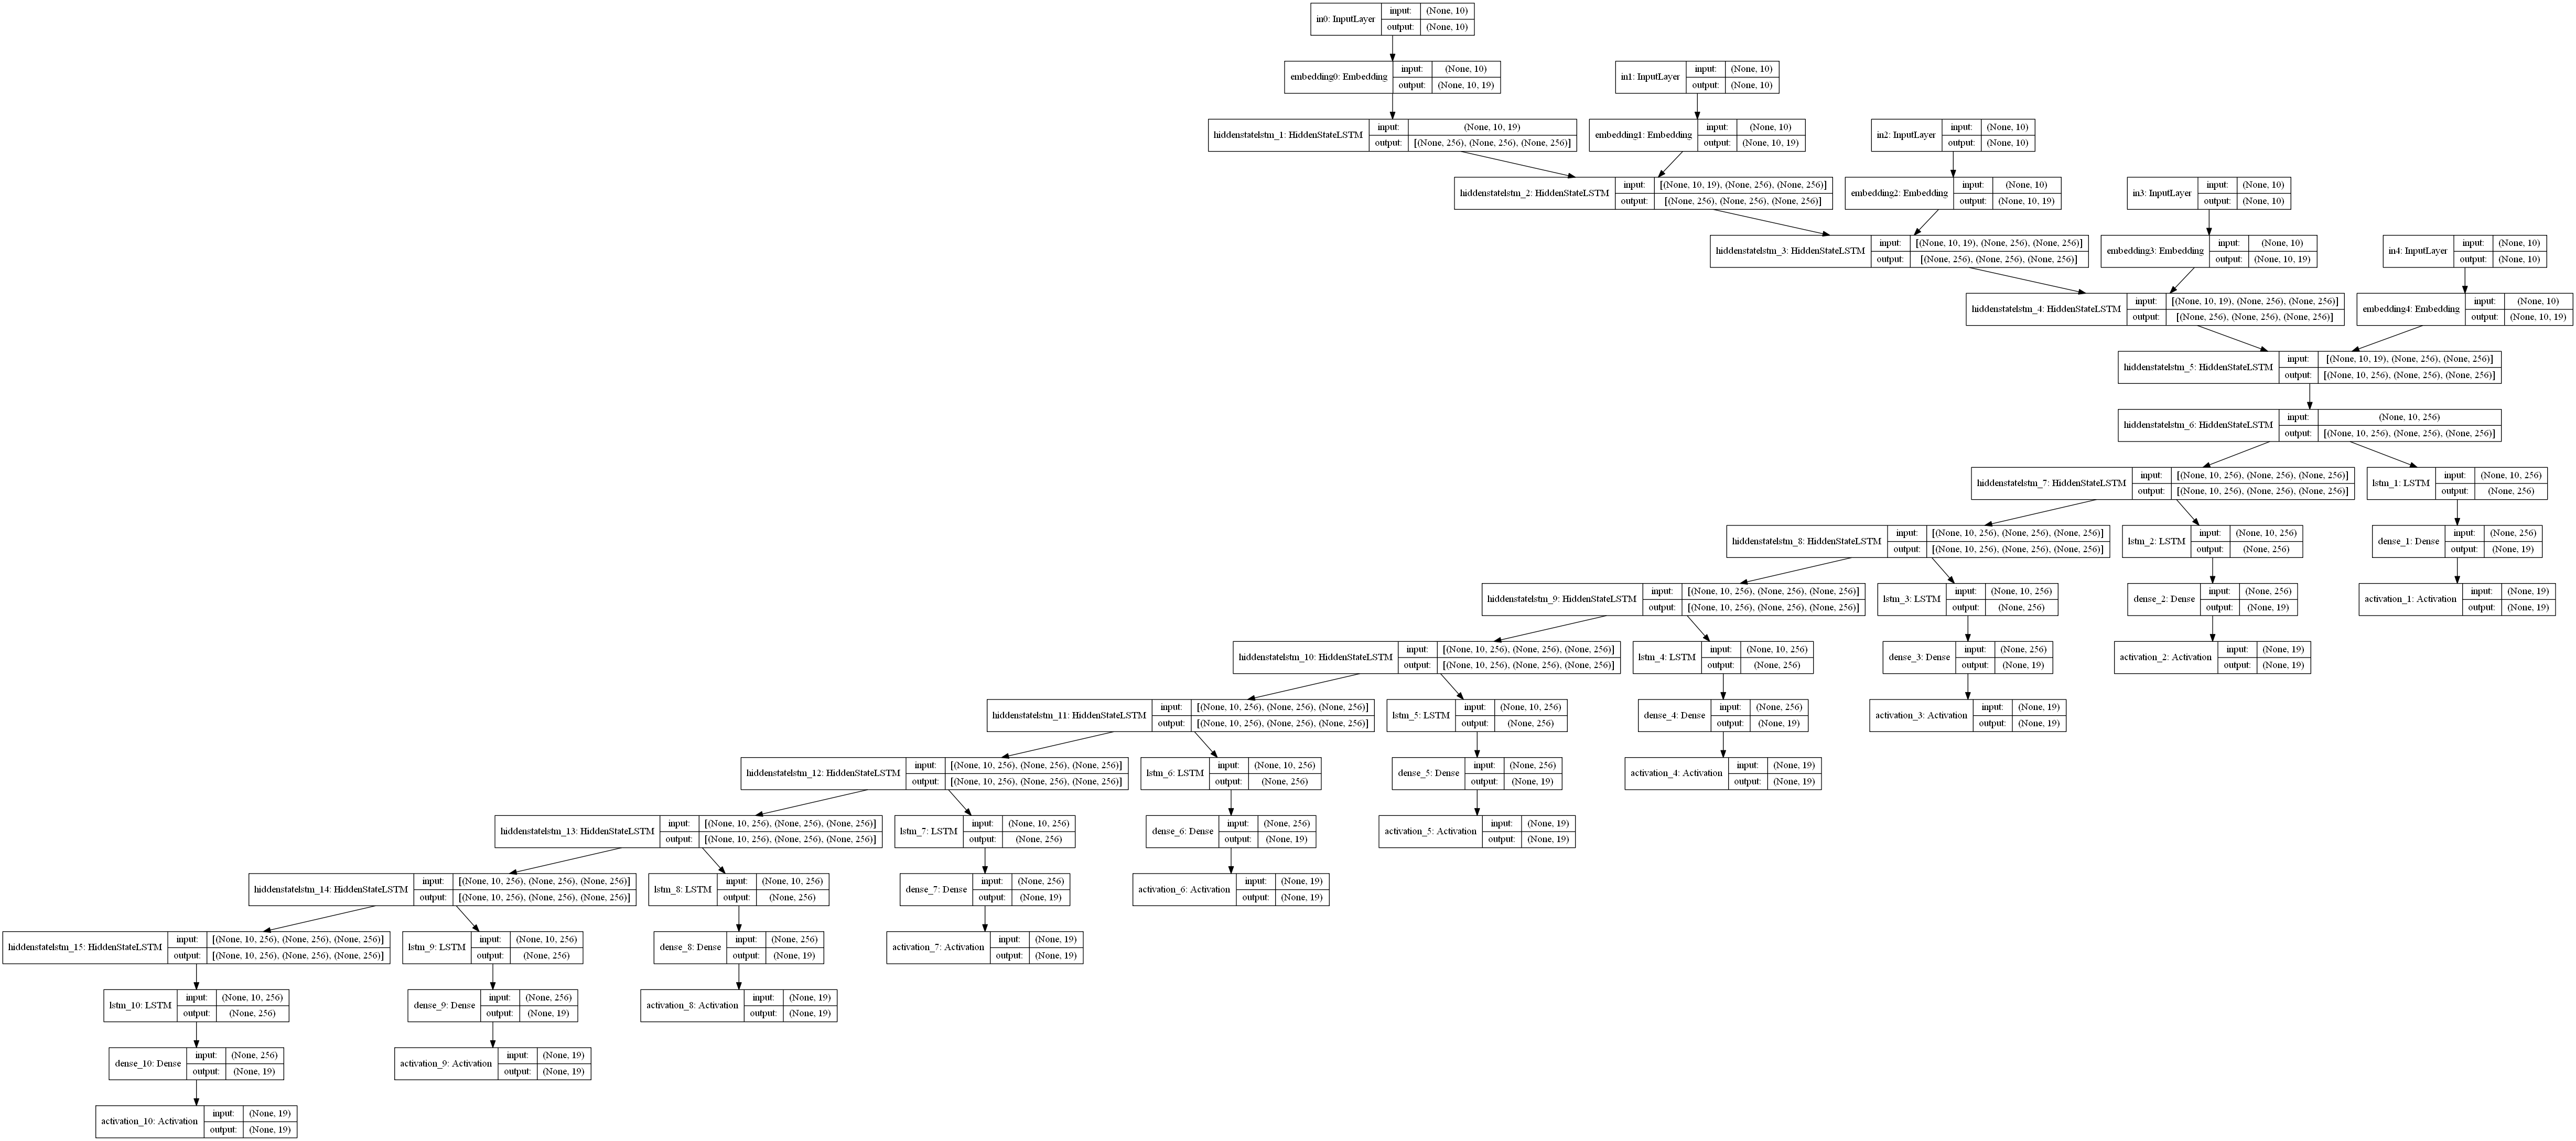 in0: InputLayer input: (None, 10)
output: (None, 10)
embedding0: Embedding input: (None, 10)
output: (None, 10, 19)
in1: InputLayer input: (None, 10)
output: (None, 10)
hiddenstatelstm_1: HiddenStateLSTM input: (None, 10, 19)
output: [(None, 256), (None, 256), (None, 256)]
embedding1: Embedding input: (None, 10)
output: (None, 10, 19)
in2: InputLayer input: (None, 10)
output: (None, 10)
hiddenstatelstm_2: HiddenStateLSTM input: [(None, 10, 19), (None, 256), (None, 256)]
output: [(None, 256), (None, 256), (None, 256)]
embedding2: Embedding input: (None, 10)
output: (None, 10, 19)
in3: InputLayer input: (None, 10)
output: (None, 10)
hiddenstatelstm_3: HiddenStateLSTM input: [(None, 10, 19), (None, 256), (None, 256)]
output: [(None, 256), (None, 256), (None, 256)]
embedding3: Embedding input: (None, 10)
output: (None, 10, 19)
in4: InputLayer input: (None, 10)
output: (None, 10)
hiddenstatelstm_4: HiddenStateLSTM input: [(None, 10, 19), (None, 256), (None, 256)]
output: [(None, 256), (None, 256), (None, 256)]
embedding4: Embedding input: (None, 10)
output: (None, 10, 19)
hiddenstatelstm_5: HiddenStateLSTM input: [(None, 10, 19), (None, 256), (None, 256)]
output: [(None, 10, 256), (None, 256), (None, 256)]
hiddenstatelstm_6: HiddenStateLSTM input: (None, 10, 256)
output: [(None, 10, 256), (None, 256), (None, 256)]
hiddenstatelstm_7: HiddenStateLSTM input: [(None, 10, 256), (None, 256), (None, 256)]
output: [(None, 10, 256), (None, 256), (None, 256)]
lstm_1: LSTM input: (None, 10, 256)
output: (None, 256)
hiddenstatelstm_8: HiddenStateLSTM input: [(None, 10, 256), (None, 256), (None, 256)]
output: [(None, 10, 256), (None, 256), (None, 256)]
lstm_2: LSTM input: (None, 10, 256)
output: (None, 256)
dense_1: Dense input: (None, 256)
output: (None, 19)
hiddenstatelstm_9: HiddenStateLSTM input: [(None, 10, 256), (None, 256), (None, 256)]
output: [(None, 10, 256), (None, 256), (None, 256)]
lstm_3: LSTM input: (None, 10, 256)
output: (None, 256)
dense_2: Dense input: (None, 256)
output: (None, 19)
activation_1: Activation input: (None, 19)
output: (None, 19)
hiddenstatelstm_10: HiddenStateLSTM input: [(None, 10, 256), (None, 256), (None, 256)]
output: [(None, 10, 256), (None, 256), (None, 256)]
lstm_4: LSTM input: (None, 10, 256)
output: (None, 256)
dense_3: Dense input: (None, 256)
output: (None, 19)
activation_2: Activation input: (None, 19)
output: (None, 19)
hiddenstatelstm_11: HiddenStateLSTM input: [(None, 10, 256), (None, 256), (None, 256)]
output: [(None, 10, 256), (None, 256), (None, 256)]
lstm_5: LSTM input: (None, 10, 256)
output: (None, 256)
dense_4: Dense input: (None, 256)
output: (None, 19)
activation_3: Activation input: (None, 19)
output: (None, 19)
hiddenstatelstm_12: HiddenStateLSTM input: [(None, 10, 256), (None, 256), (None, 256)]
output: [(None, 10, 256), (None, 256), (None, 256)]
lstm_6: LSTM input: (None, 10, 256)
output: (None, 256)
dense_5: Dense input: (None, 256)
output: (None, 19)
activation_4: Activation input: (None, 19)
output: (None, 19)
hiddenstatelstm_13: HiddenStateLSTM input: [(None, 10, 256), (None, 256), (None, 256)]
output: [(None, 10, 256), (None, 256), (None, 256)]
lstm_7: LSTM input: (None, 10, 256)
output: (None, 256)
dense_6: Dense input: (None, 256)
output: (None, 19)
activation_5: Activation input: (None, 19)
output: (None, 19)
hiddenstatelstm_14: HiddenStateLSTM input: [(None, 10, 256), (None, 256), (None, 256)]
output: [(None, 10, 256), (None, 256), (None, 256)]
lstm_8: LSTM input: (None, 10, 256)
output: (None, 256)
dense_7: Dense input: (None, 256)
output: (None, 19)
activation_6: Activation input: (None, 19)
output: (None, 19)
hiddenstatelstm_15: HiddenStateLSTM input: [(None, 10, 256), (None, 256), (None, 256)]
output: [(None, 10, 256), (None, 256), (None, 256)]
lstm_9: LSTM input: (None, 10, 256)
output: (None, 256)
dense_8: Dense input: (None, 256)
output: (None, 19)
activation_7: Activation input: (None, 19)
output: (None, 19)
lstm_10: LSTM input: (None, 10, 256)
output: (None, 256)
dense_9: Dense input: (None, 256)
output: (None, 19)
activation_8: Activation input: (None, 19)
output: (None, 19)
dense_10: Dense input: (None, 256)
output: (None, 19)
activation_9: Activation input: (None, 19)
output: (None, 19)
activation_10: Activation input: (None, 19)
output: (None, 19)